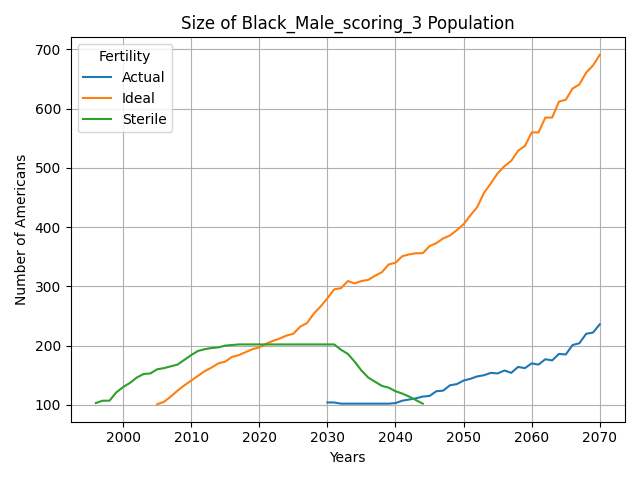 Size of Black_Male_scoring_3 Population
Number of Americans
700
600
500
400
300
200
100
Fertility
Actual
Ideal
Sterile
2000
2010
2020
2030
2040
2050
2060
2070
Years